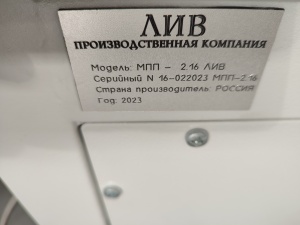 ЛИВ
ПРОИЗВОДСТВЕННАЯ КОМПАНИЯ
Модель: МПП – 2.16 ЛИВ
Серийный N 16-022023 МПП-2.16
Страна производитель: РОССИЯ
Год: 2023